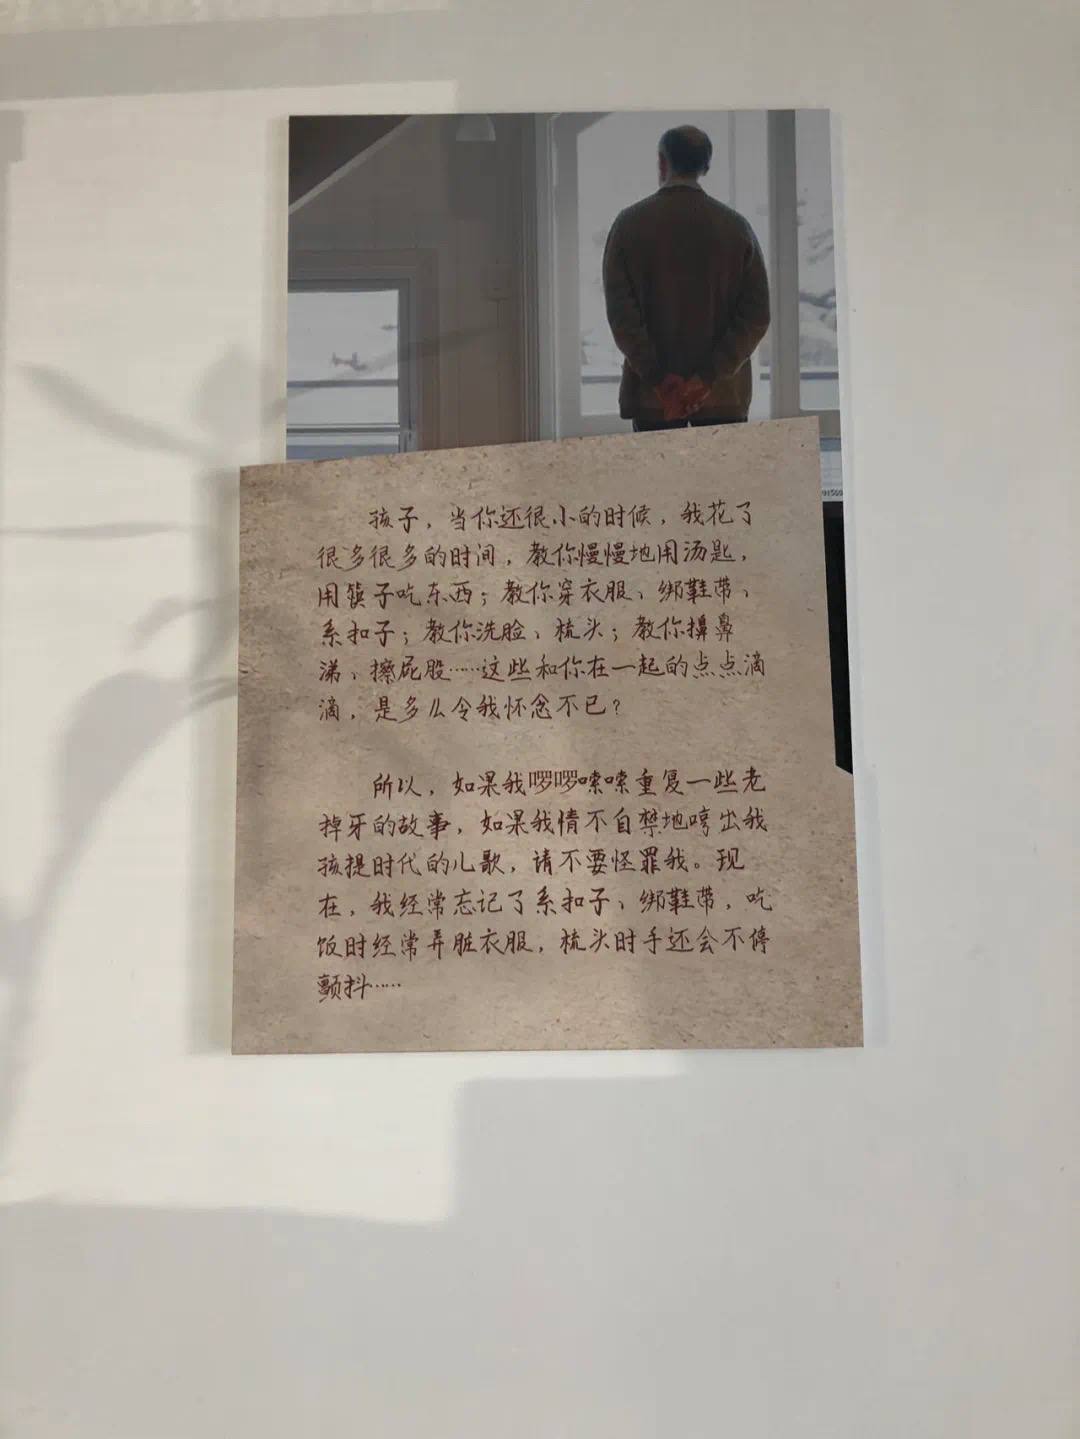 孩子，当你还很小的时候，我花了
很多很多的时间，教你慢慢地用汤匙，
用筷子吃东西；教你穿衣服、绑鞋带、
系扣子；教你洗脸、梳头；教你擤鼻
涕、擦屁股……这些和你在一起的点点滴
滴，是多么令我怀念不已？
所以，如果我啰啰嗦嗦重复一些老
掉牙的故事，如果我情不自禁地哼出我
孩提时代的儿歌，请不要怪罪我。现
在，我经常忘记了系扣子、绑鞋带，吃
饭时经常弄脏衣服，梳头时手还会不停
颤抖……